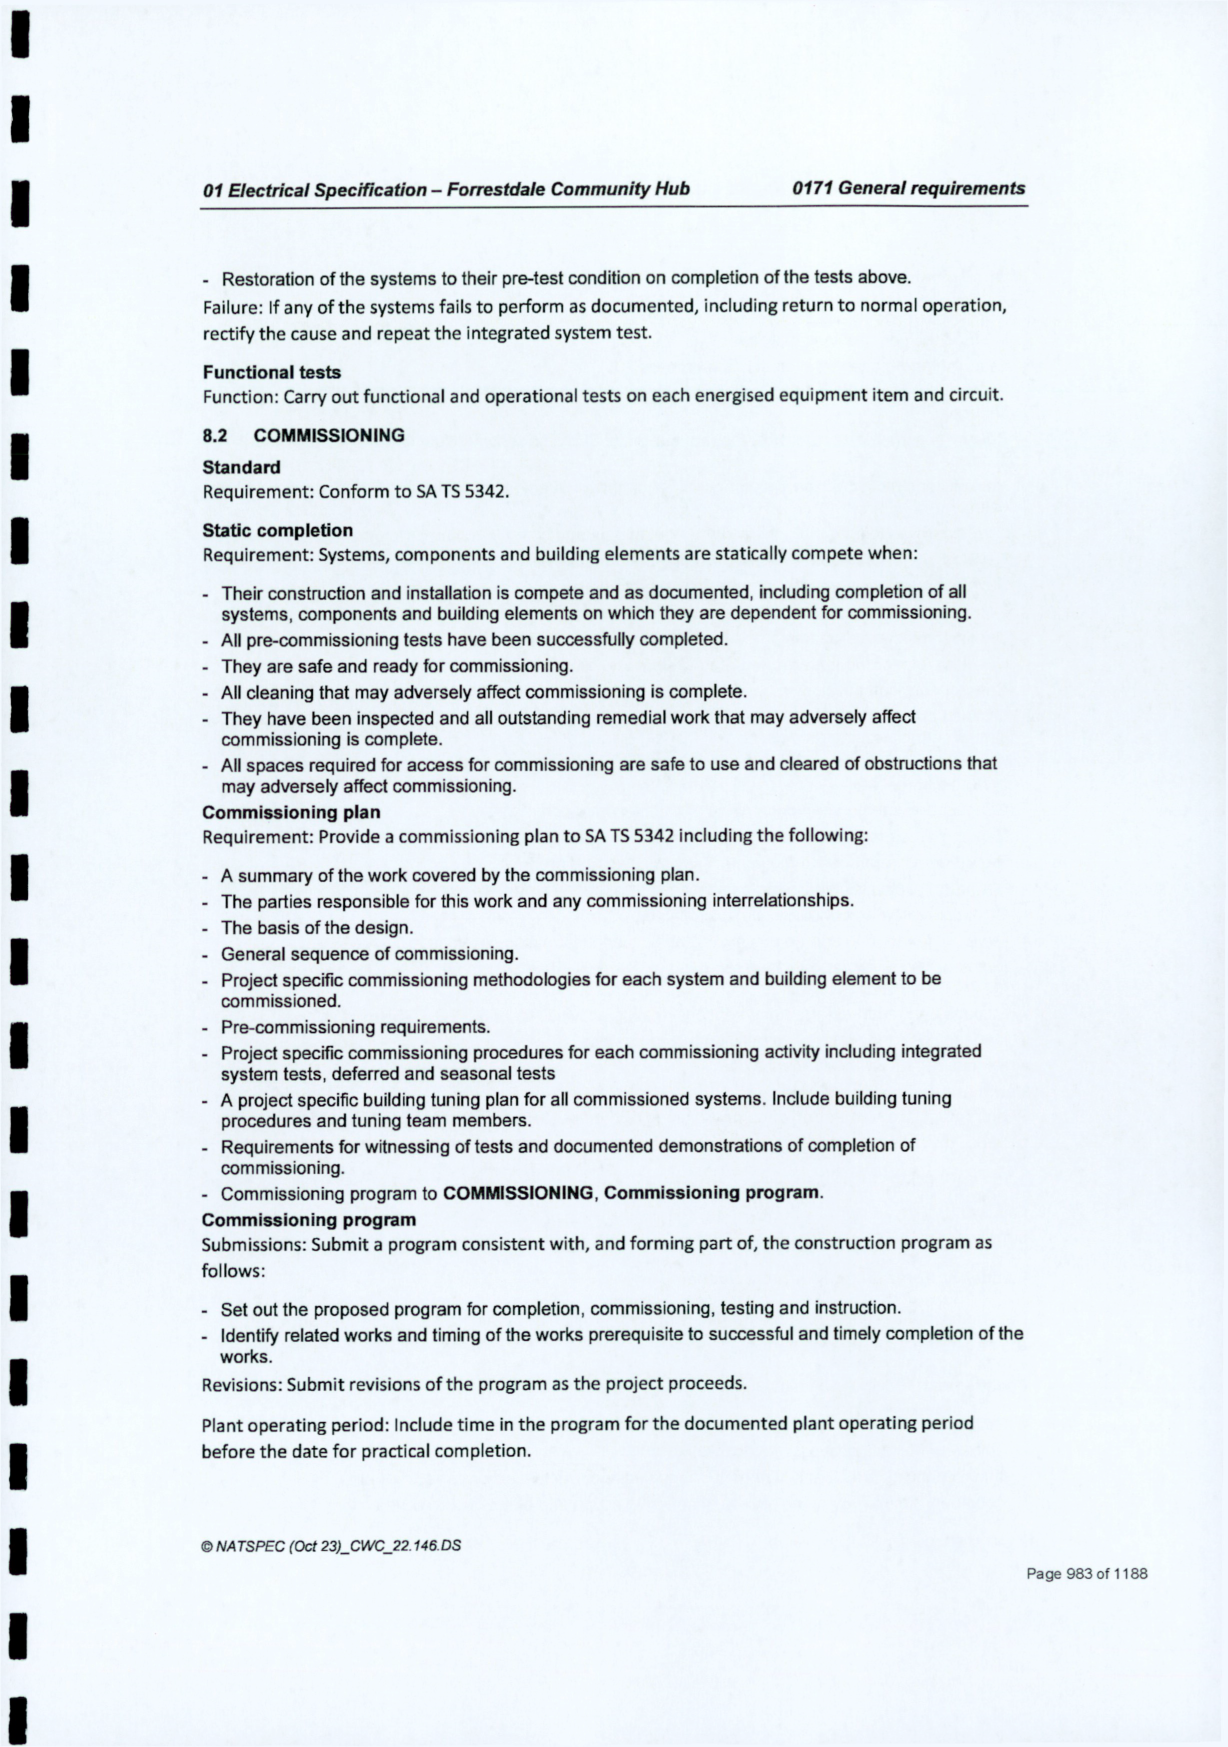 01 Electrical Specification – Forrestdale Community Hub 0171 General requirements
- Restoration of the systems to their pre-test condition on completion of the tests above.
Failure: If any of the systems fails to perform as documented, including return to normal operation,
rectify the cause and repeat the integrated system test.
Functional tests
Function: Carry out functional and operational tests on each energised equipment item and circuit.
8.2 COMMISSIONING
Standard
Requirement: Conform to SA TS 5342.
Static completion
Requirement: Systems, components and building elements are statically compete when:
- Their construction and installation is compete and as documented, including completion of all
systems, components and building elements on which they are dependent for commissioning.
- All pre-commissioning tests have been successfully completed.
- They are safe and ready for commissioning.
- All cleaning that may adversely affect commissioning is complete.
- They have been inspected and all outstanding remedial work that may adversely affect
commissioning is complete.
- All spaces required for access for commissioning are safe to use and cleared of obstructions that
may adversely affect commissioning.
Commissioning plan
Requirement: Provide a commissioning plan to SA TS 5342 including the following:
- A summary of the work covered by the commissioning plan.
- The parties responsible for this work and any commissioning interrelationships.
- The basis of the design.
- General sequence of commissioning.
- Project specific commissioning methodologies for each system and building element to be
commissioned.
- Pre-commissioning requirements.
- Project specific commissioning procedures for each commissioning activity including integrated
system tests, deferred and seasonal tests
- A project specific building tuning plan for all commissioned systems. Include building tuning
procedures and tuning team members.
- Requirements for witnessing of tests and documented demonstrations of completion of
commissioning.
- Commissioning program to COMMISSIONING, Commissioning program.
Commissioning program
Submissions: Submit a program consistent with, and forming part of, the construction program as
follows:
- Set out the proposed program for completion, commissioning, testing and instruction.
- Identify related works and timing of the works prerequisite to successful and timely completion of the
works.
Revisions: Submit revisions of the program as the project proceeds.
Plant operating period: Include time in the program for the documented plant operating period
before the date for practical completion.
© NATSPEC (Oct 23)_CWC_22.146.DS
Page 983 of 1188